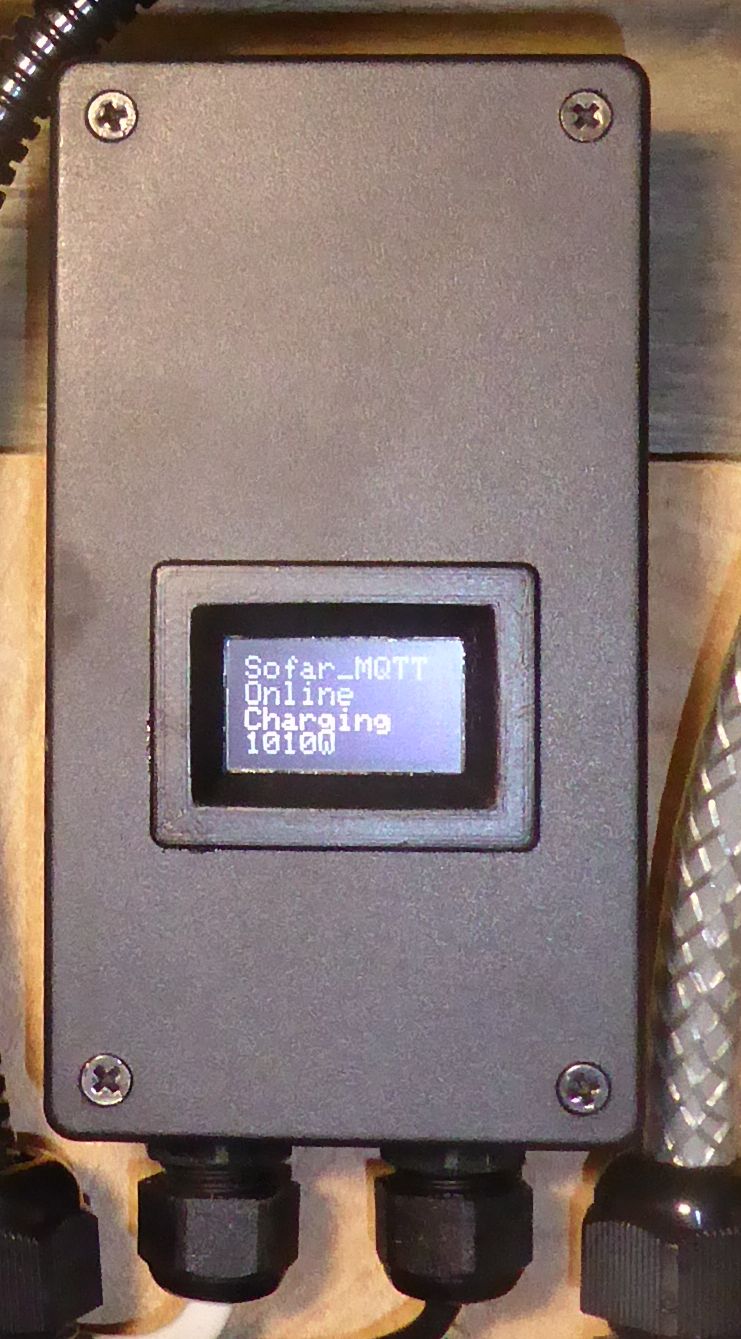 Sofar_MQTT
Online
Charging
1010W